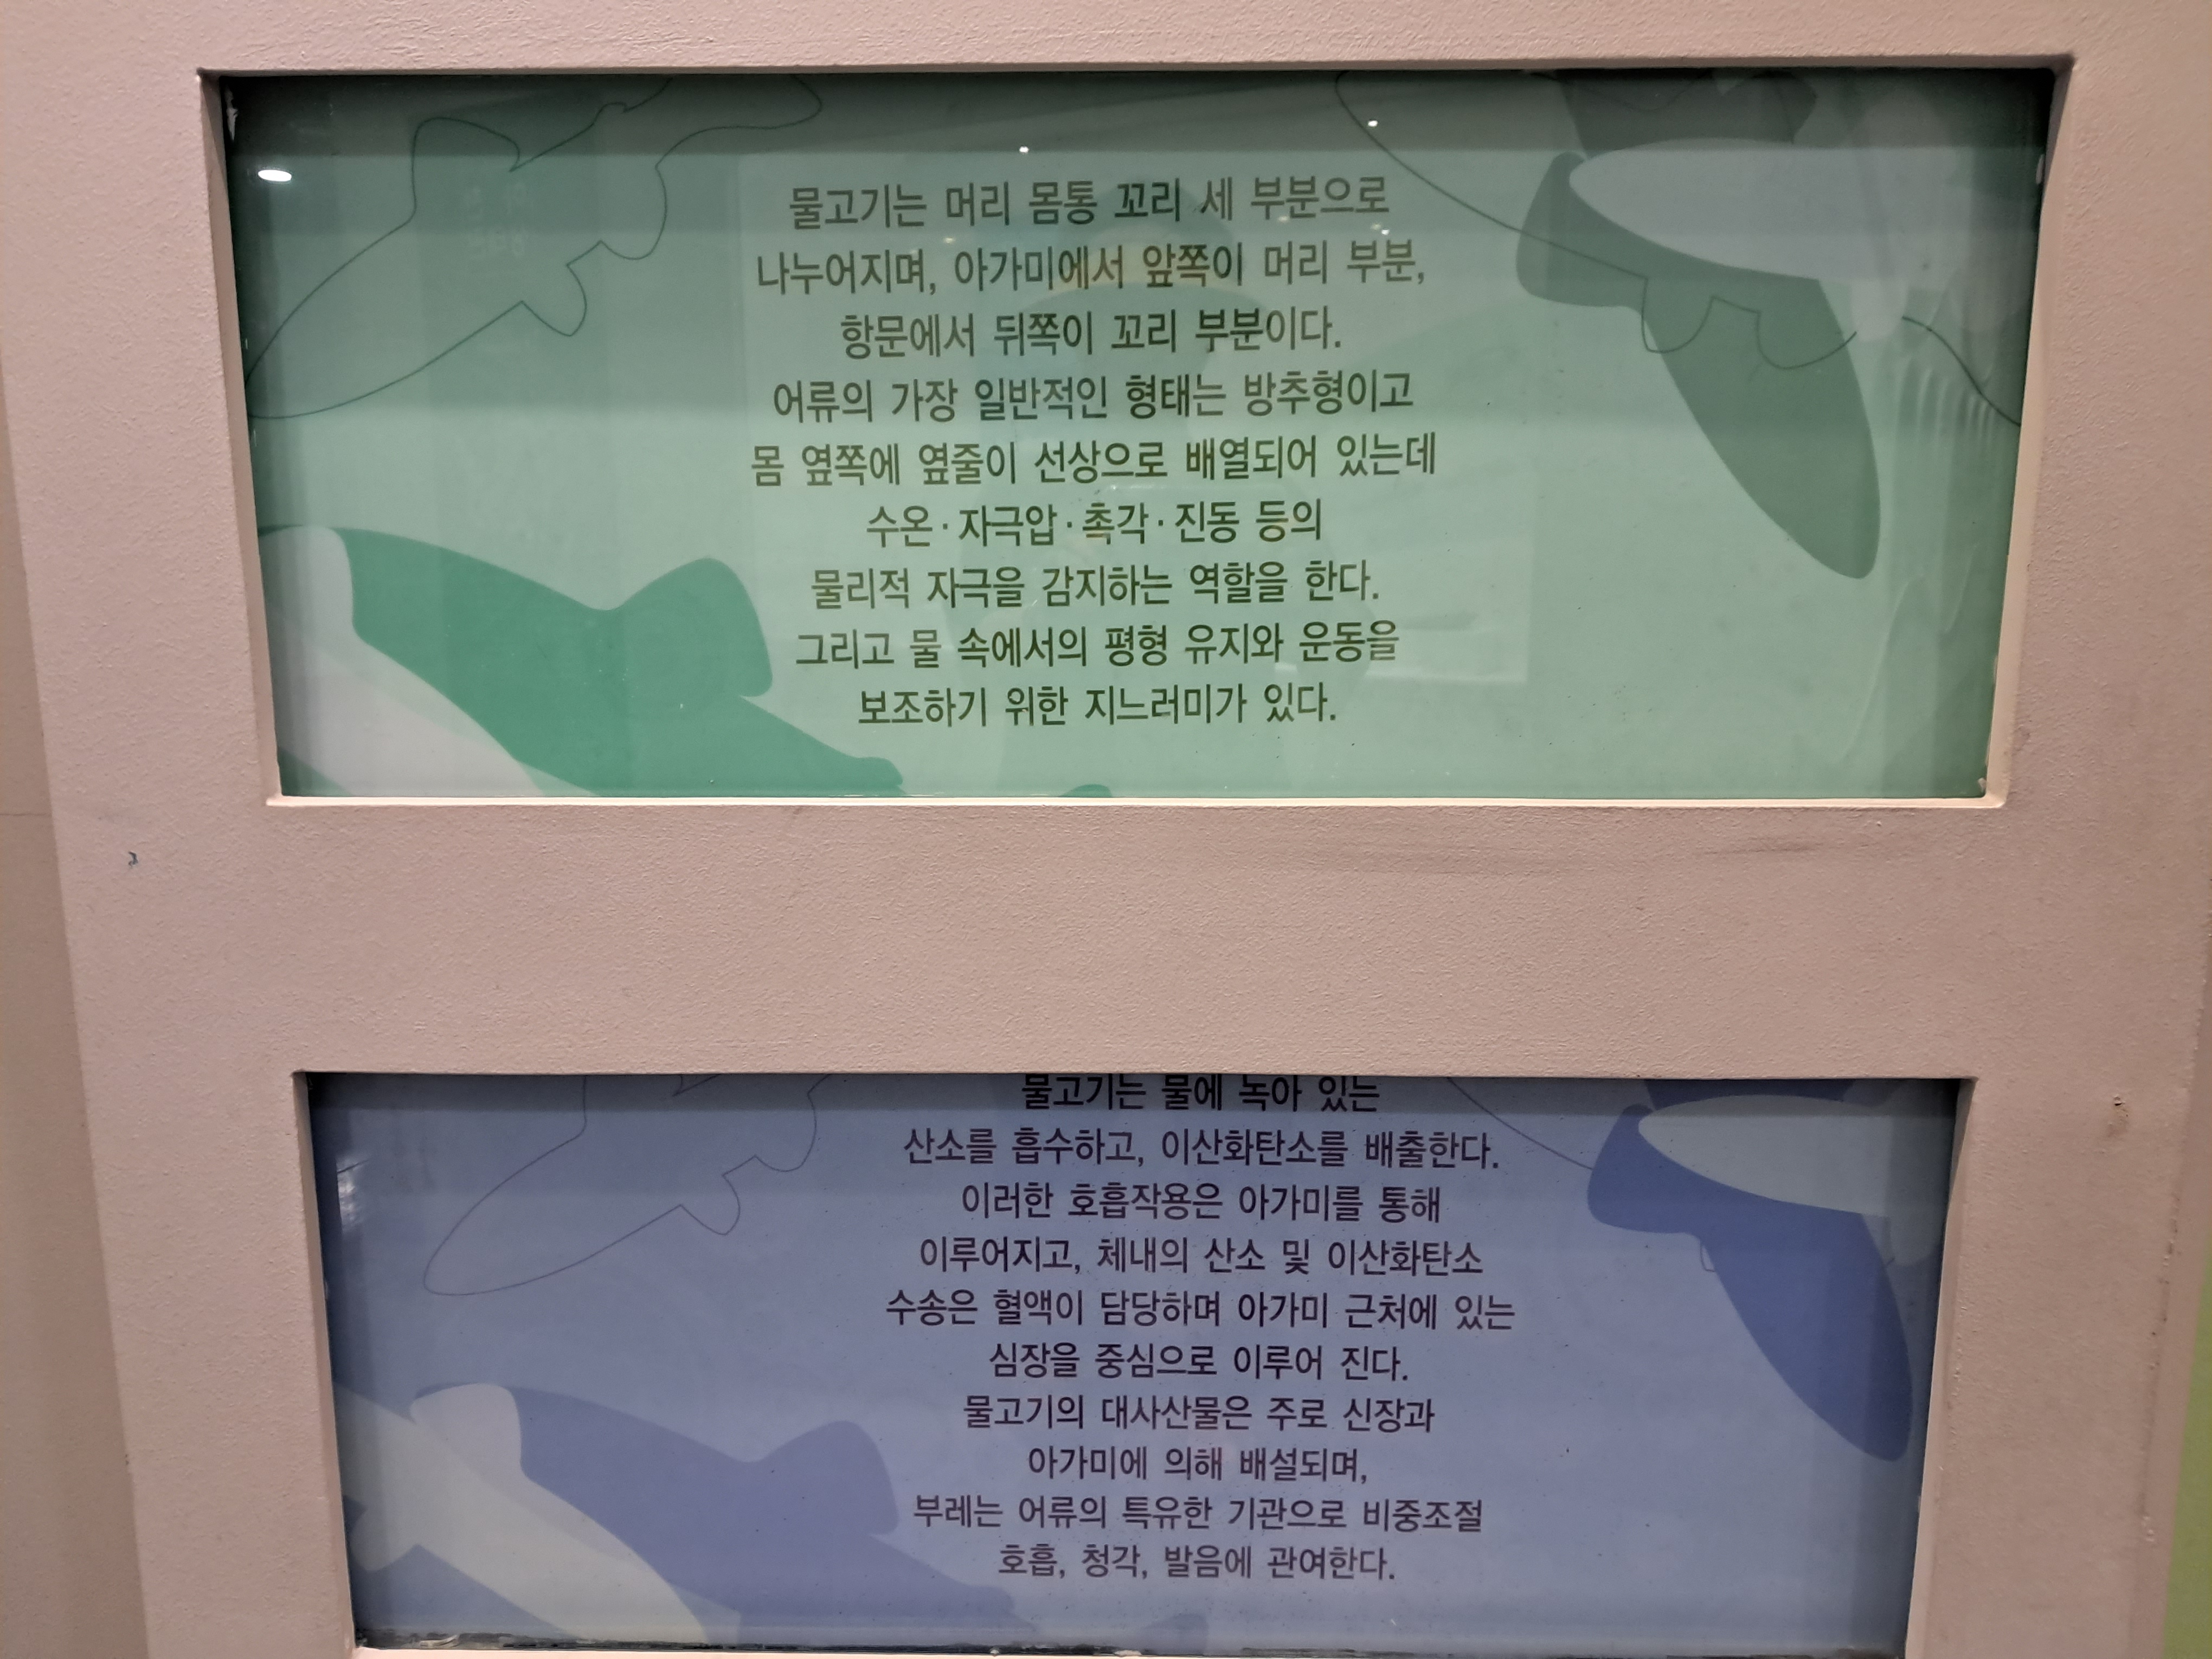 물고기는 머리 몸통 꼬리 세 부분으로
나누어지며, 아가미에서 앞쪽이 머리 부분,
항문에서 뒤쪽이 꼬리 부분이다.
어류의 가장 일반적인 형태는 방추형이고
몸 옆쪽에 옆줄이 선상으로 배열되어 있는데
수온·자극압·촉각·진동 등의
물리적 자극을 감지하는 역할을 한다.
그리고 물 속에서의 평형 유지와 운동을
보조하기 위한 지느러미가 있다.
물고기는 물에 녹아 있는
산소를 흡수하고, 이산화탄소를 배출한다.
이러한 호흡작용은 아가미를 통해
이루어지고, 체내의 산소 및 이산화탄소
수송은 혈액이 담당하며 아가미 근처에 있는
심장을 중심으로 이루어 진다.
물고기의 대사산물은 주로 신장과
아가미에 의해 배설되며,
부레는 어류의 특유한 기관으로 비중조절
호흡, 청각, 발음에 관여한다.